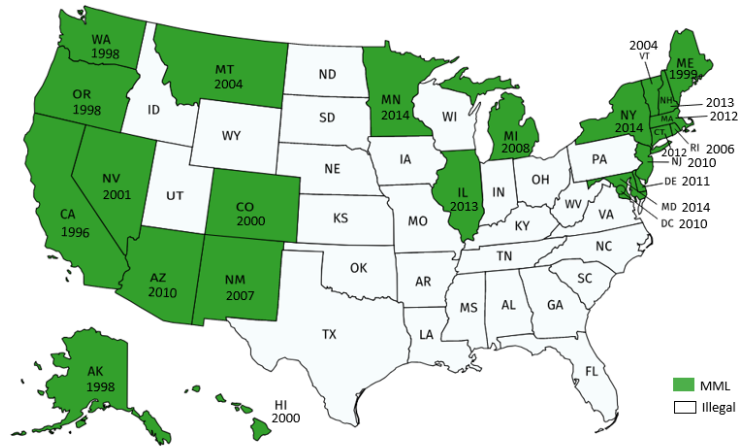 WA
1998
MT
2004
ND
MN
2014
2004
VT
ME
1999
OR
1998
ID
SD
WI
MI
2008
NY
2014
NH
2013
MA
2012
CT
RI 2006
2012
NJ 2010
WY
IA
NE
PA
DE 2011
NV
2001
UT
CO
2000
IL
2013
IN
OH
WV
VA
MD
2014
DC 2010
CA
1996
KS
MO
KY
NC
TN
AZ
2010
NM
2007
OK
AR
SC
MS
AL
GA
TX
LA
FL
AK
1998
HI
2000
MML
Illegal